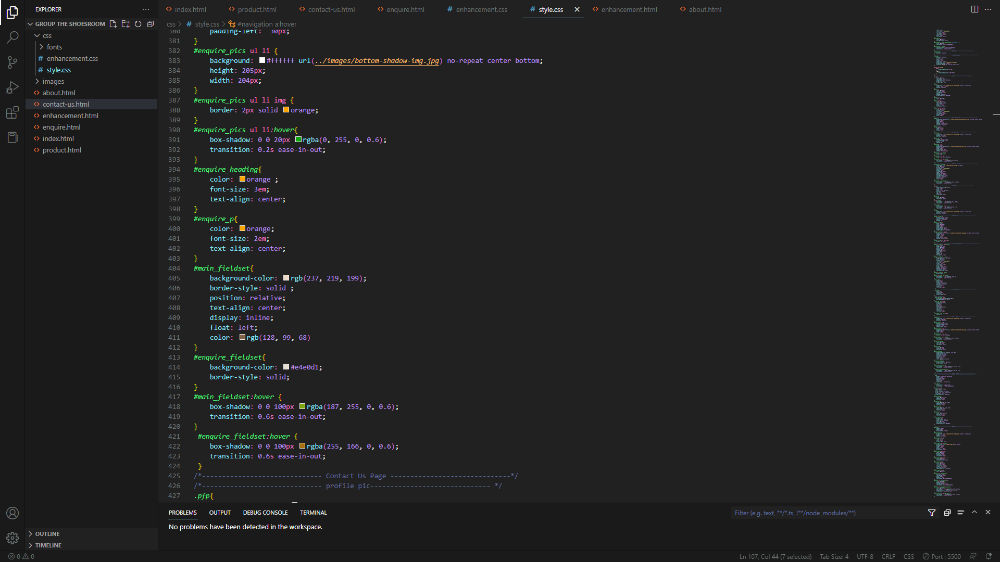 EXPLORER
GROUP THE SHOESROOM
css
fonts
enhancement.css
style.css
images
about.html
contact-us.html
enhancement.html
enquire.html
index.html
product.html
OUTLINE
TIMELINE
index.html product.html contact-us.html enquire.html enhancement.css style.css enhancement.html about.html
css > # style.css > #navigation a:hover
380 padding-left: 30px;
381 }
382 #enquire_pics ul li {
383 background: #ffffff url(../images/bottom-shadow-img.jpg) no-repeat center bottom;
384 height: 205px;
385 width: 204px;
386 }
387 #enquire_pics ul li img {
388 border: 2px solid orange;
389 }
390 #enquire_pics ul li:hover{
391 box-shadow: 0 0 20px rgba(0, 255, 0, 0.6);
392 transition: 0.2s ease-in-out;
393 }
394 #enquire_heading{
395 color: orange ;
396 font-size: 3em;
397 text-align: center;
398 }
399 #enquire_p{
400 color: orange;
401 font-size: 2em;
402 text-align: center;
403 }
404 #main_fieldset{
405 background-color: rgb(237, 219, 199);
406 border-style: solid ;
407 position: relative;
408 text-align: center;
409 display: inline;
410 float: left;
411 color: rgb(128, 99, 68)
412 }
413 #enquire_fieldset{
414 background-color: #e4e0d1;
415 border-style: solid;
416 }
417 #main_fieldset:hover {
418 box-shadow: 0 0 100px rgba(187, 255, 0, 0.6);
419 transition: 0.6s ease-in-out;
420 }
421 #enquire_fieldset:hover {
422 box-shadow: 0 0 100px rgba(255, 166, 0, 0.6);
423 transition: 0.6s ease-in-out;
424 }
425 /*------------------------------ Contact Us Page ------------------------------*/
426 /*------------------------------ profile pic------------------------------ */
427 .pfp{
PROBLEMS OUTPUT DEBUG CONSOLE TERMINAL Filter (e.g. text, **/*.ts, !**/node_modules/**)
No problems have been detected in the workspace.
0 0 Ln 107, Col 44 (7 selected) Tab Size: 4 UTF-8 CRLF CSS Port : 5500